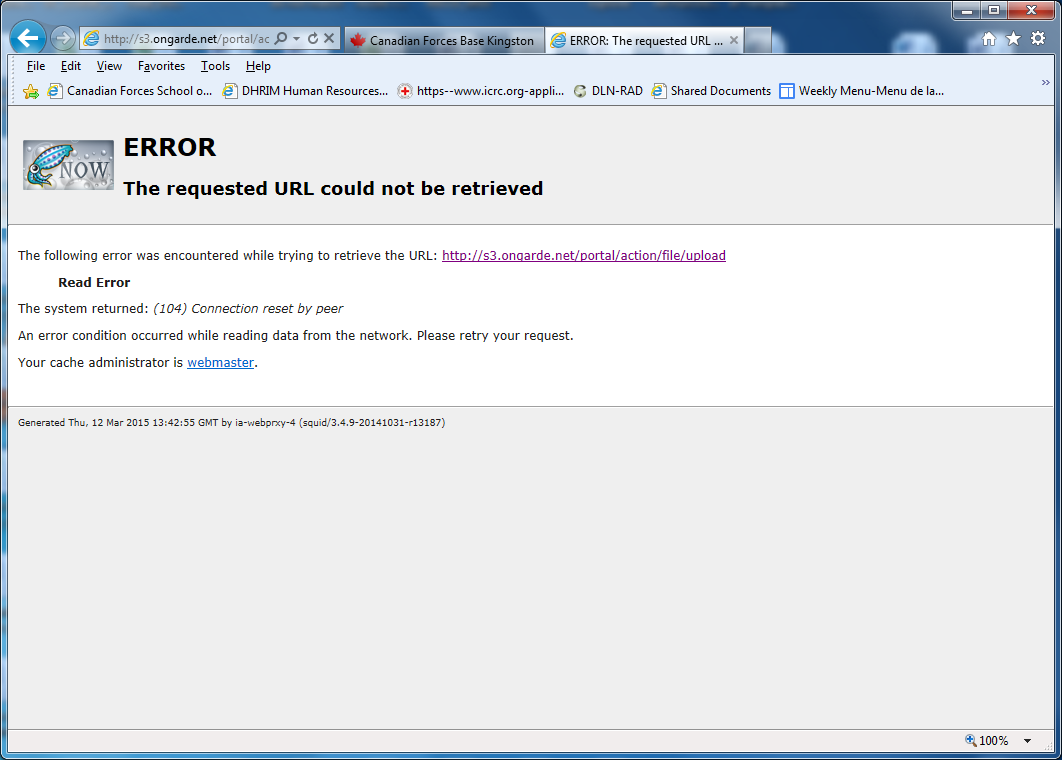 http://s3.ongarde.net/portal/ac
Canadian Forces Base Kingston
ERROR: The requested URL ...
File Edit View Favorites Tools Help
Canadian Forces School o... DHRIM Human Resources... https--www.icrc.org-appli... DLN-RAD Shared Documents Weekly Menu-Menu de la...
NOW
ERROR
The requested URL could not be retrieved
The following error was encountered while trying to retrieve the URL: http://s3.ongarde.net/portal/action/file/upload
Read Error
The system returned: (104) Connection reset by peer
An error condition occurred while reading data from the network. Please retry your request.
Your cache administrator is webmaster.
Generated Thu, 12 Mar 2015 13:42:55 GMT by ia-webprxy-4 (squid/3.4.9-20141031-r13187)
100%